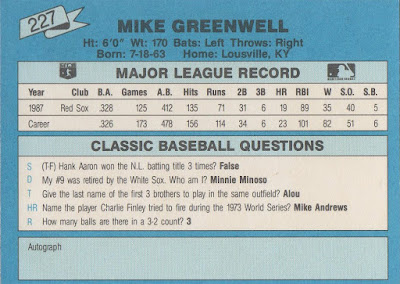 227
MIKE GREENWELL
Ht: 6'0" Wt: 170 Bats: Left Throws: Right
Born: 7-18-63 Home: Lousville, KY
MAJOR LEAGUE RECORD
Year Club B.A. Games A.B. Hits Runs 2B 3B HR RBI W S.O. S.B.
1987 Red Sox .328 125 412 135 71 31 6 19 89 35 40 5
Career .326 173 478 156 114 34 6 23 101 82 51 6
CLASSIC BASEBALL QUESTIONS
S (T-F) Hank Aaron won the N.L. batting title 3 times? False
D My #9 was retired by the White Sox. Who am I? Minnie Minoso
T Give the last name of the first 3 brothers to play in the same outfield? Alou
HR Name the player Charlie Finley tried to fire during the 1973 World Series? Mike Andrews
R How many balls are there in a 3-2 count? 3
Autograph